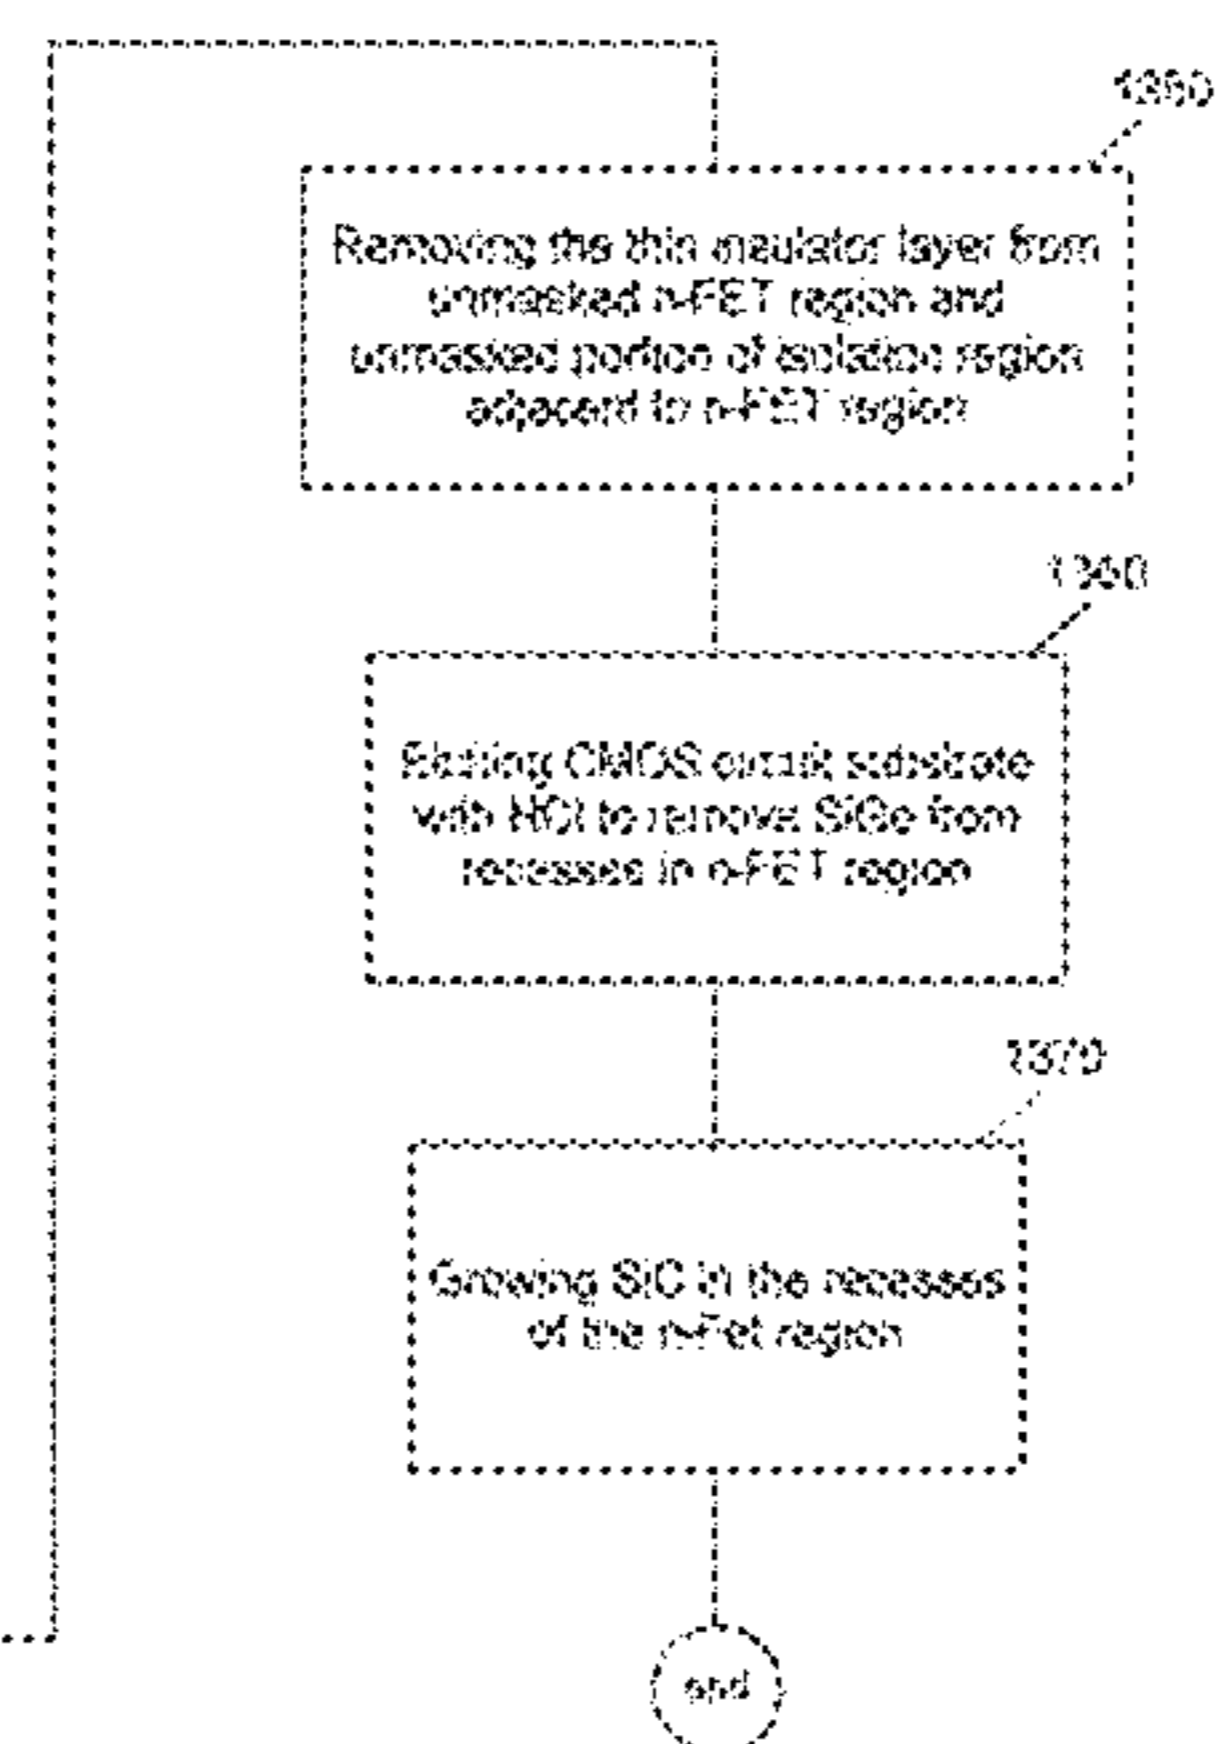 1350
Removing the thin insulator layer from
unmasked n-FET region and
unmasked portion of isolation region
adjacent to n-FET region
1360
Etching CMOS circuit substrate
with HCl to remove SiGe from
recesses in n-FET region
1370
Growing SiC in the recesses
of the n-Fet region
end